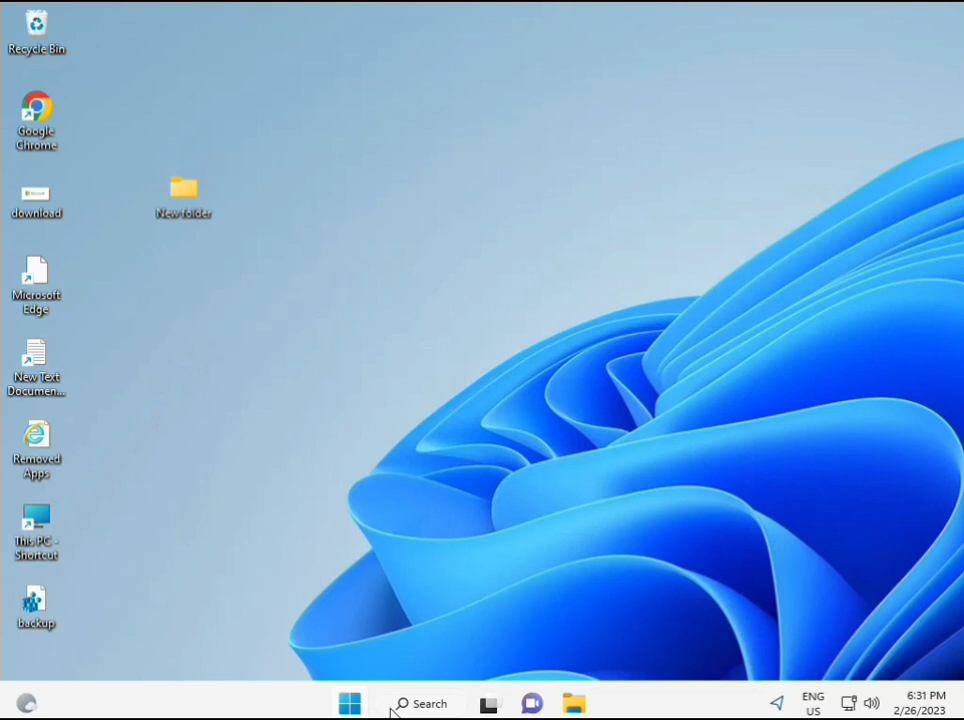 Recycle Bin
Google
Chrome
download
New folder
Microsoft
Edge
New Text
Documen...
Removed
Apps
This PC -
Shortcut
backup
Search
ENG
US
6:31 PM
2/26/2023